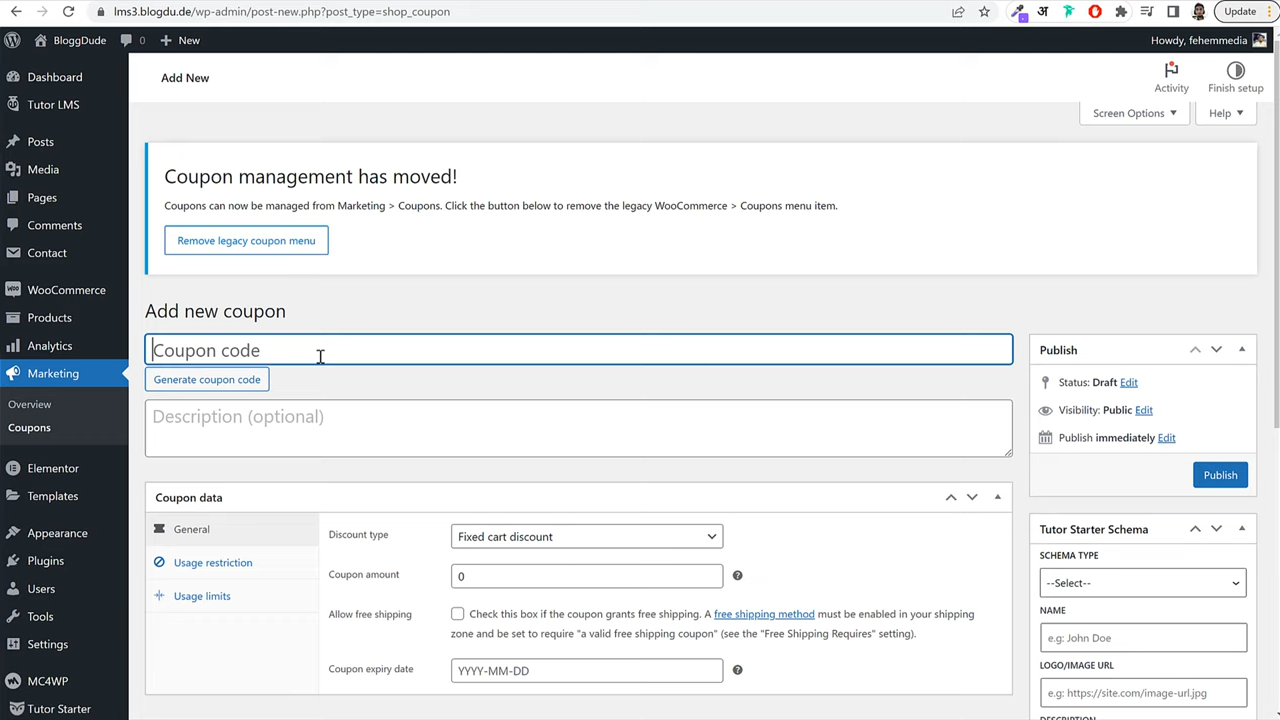 lms3.blogdu.de/wp-admin/post-new.php?post_type=shop_coupon
Update
BloggDude
0
New
Howdy, fehemmedia
Dashboard
Tutor LMS
Posts
Media
Pages
Comments
Contact
WooCommerce
Products
Analytics
Marketing
Overview
Coupons
Elementor
Templates
Appearance
Plugins
Users
Tools
Settings
MC4WP
Tutor Starter
Add New
Activity
Finish setup
Screen Options
Help
Coupon management has moved!
Coupons can now be managed from Marketing > Coupons. Click the button below to remove the legacy WooCommerce > Coupons menu item.
Remove legacy coupon menu
Add new coupon
Coupon code
Generate coupon code
Description (optional)
Coupon data
General
Usage restriction
Usage limits
Discount type
Fixed cart discount
Coupon amount
0
Allow free shipping
Check this box if the coupon grants free shipping. A free shipping method must be enabled in your shipping
zone and be set to require "a valid free shipping coupon" (see the "Free Shipping Requires" setting).
Coupon expiry date
YYYY-MM-DD
Publish
Status: Draft Edit
Visibility: Public Edit
Publish immediately Edit
Publish
Tutor Starter Schema
SCHEMA TYPE
--Select--
NAME
e.g: John Doe
LOGO/IMAGE URL
e.g: https://site.com/image-url.jpg
DESCRIPTION